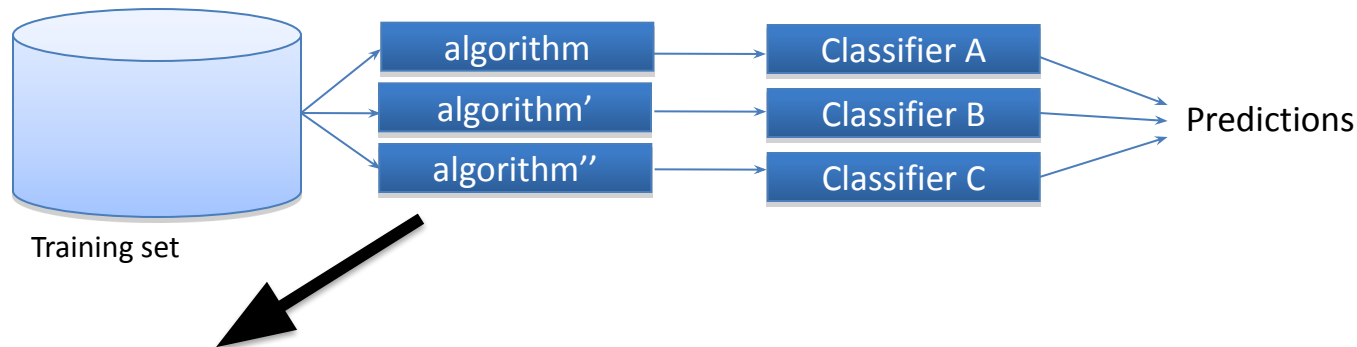 algorithm
Classifier A
algorithm’
Classifier B
Predictions
algorithm’’
Classifier C
Training set